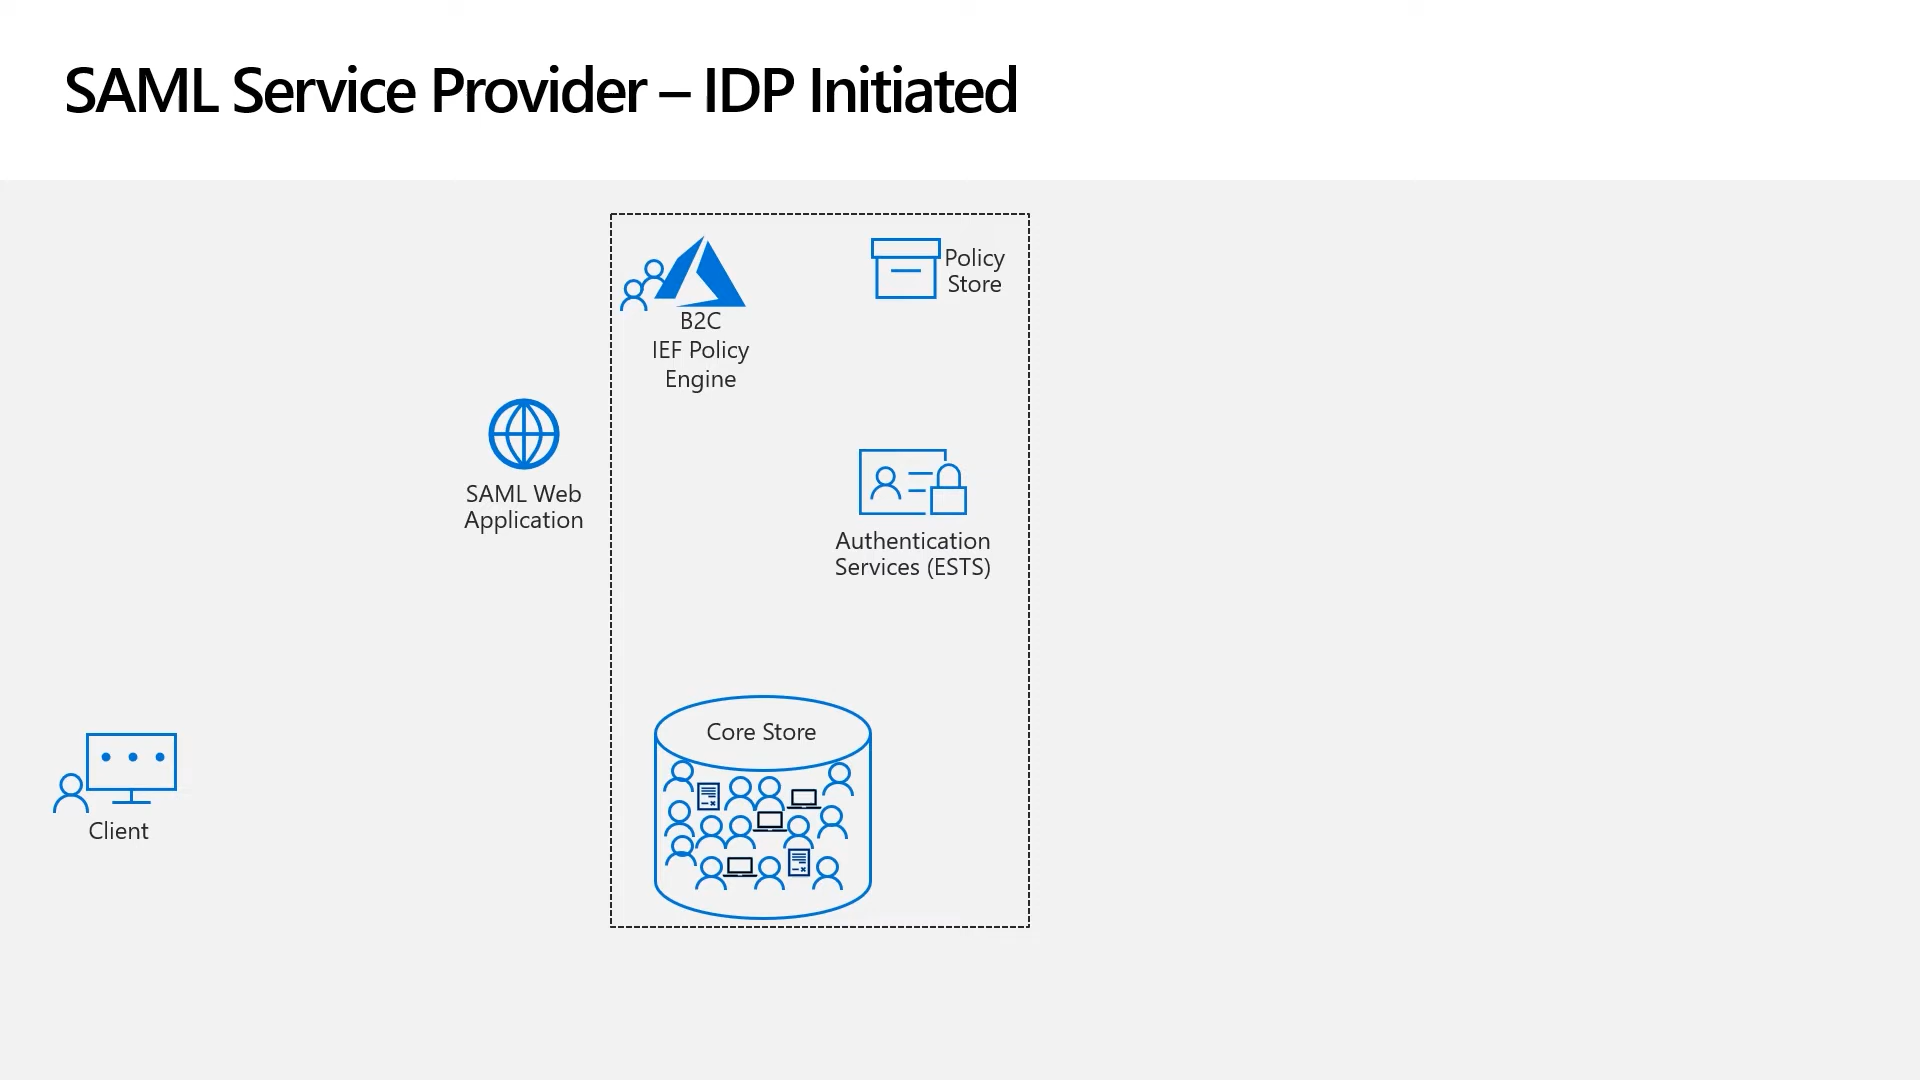 SAML Service Provider – IDP Initiated
Policy
Store
B2C
IEF Policy
Engine
SAML Web
Application
Authentication
Services (ESTS)
Core Store
Client